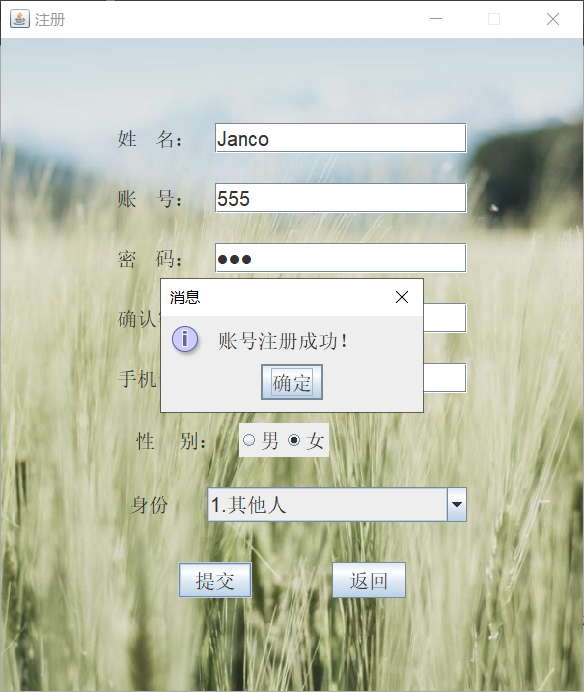 注册
姓 名： Janco
账 号： 555
密 码： ●●●
消息
确认
账号注册成功！
手机
确定
性 别： 男 女
身份 1.其他人
提交 返回